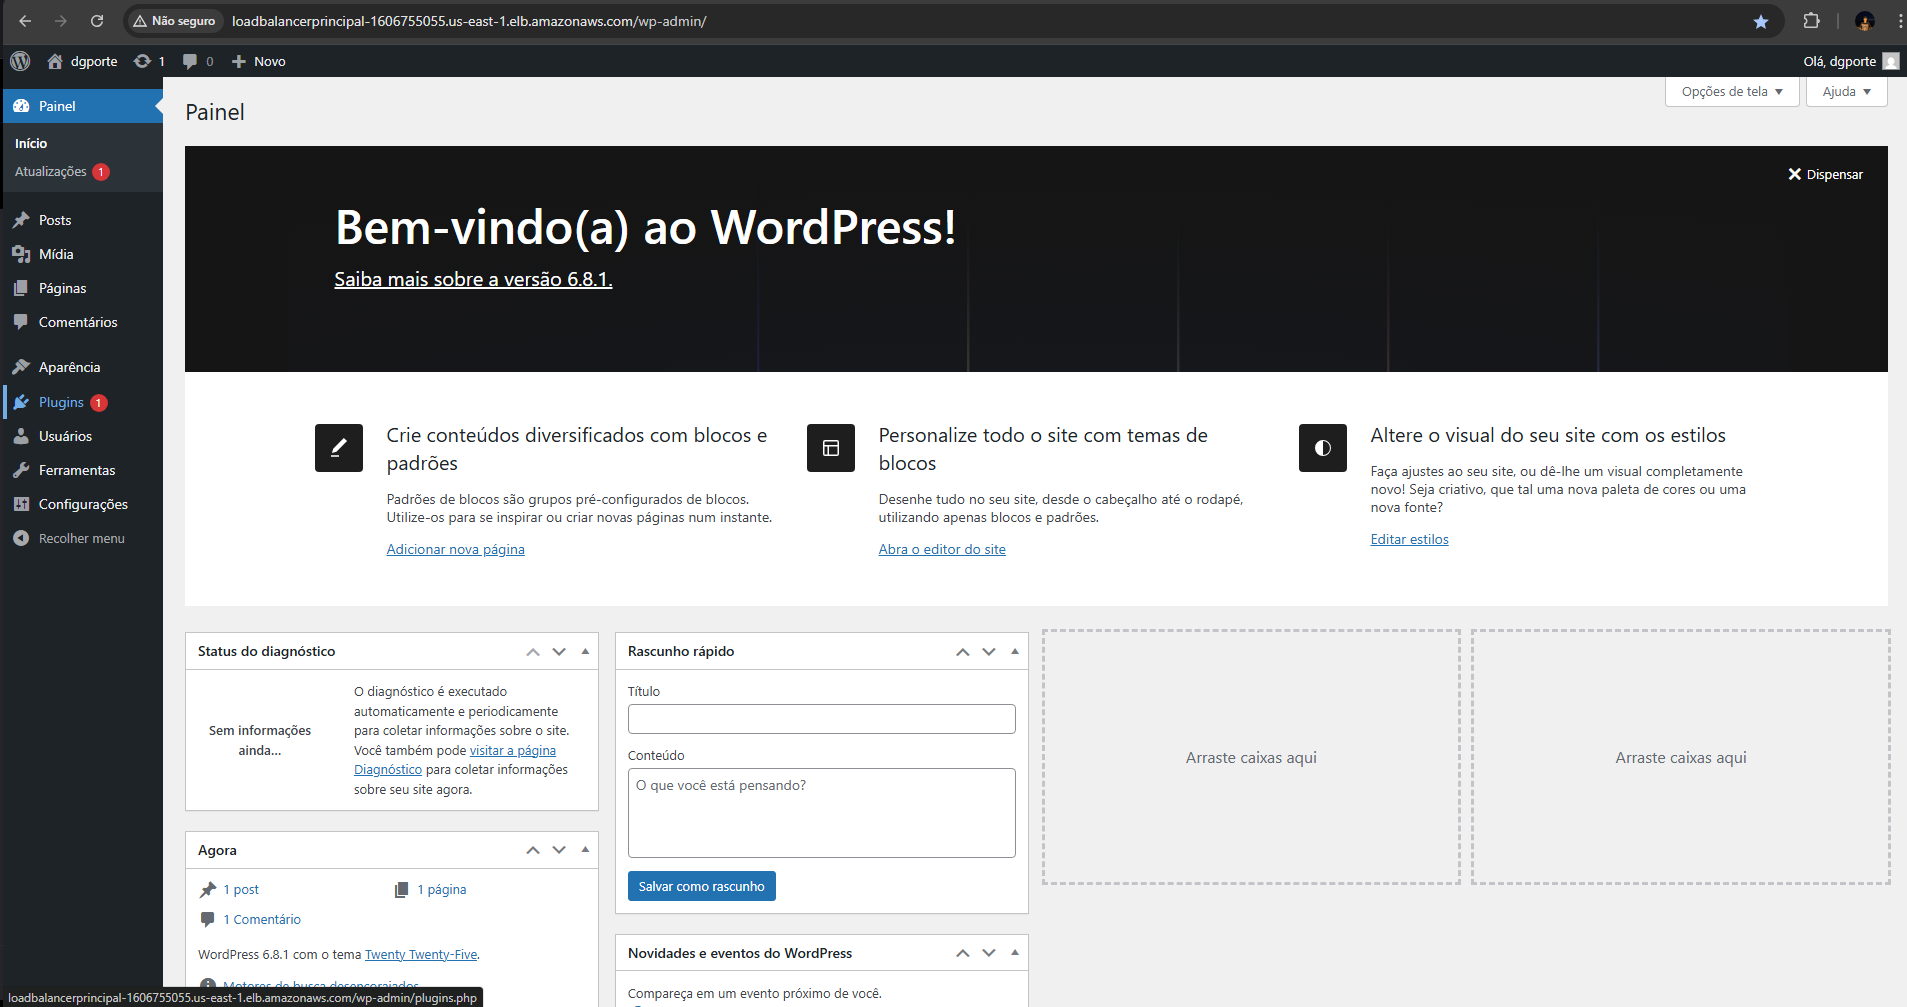 Não seguro
loadbalancerprincipal-1606755055.us-east-1.elb.amazonaws.com/wp-admin/
dgporte
1
0
Novo
Olá, dgporte
Painel
Início
Atualizações 1
Posts
Mídia
Páginas
Comentários
Aparência
Plugins 1
Usuários
Ferramentas
Configurações
Recolher menu
Opções de tela
Ajuda
Painel
Dispensar
Bem-vindo(a) ao WordPress!
Saiba mais sobre a versão 6.8.1.
Crie conteúdos diversificados com blocos e
padrões
Padrões de blocos são grupos pré-configurados de blocos.
Utilize-os para se inspirar ou criar novas páginas num instante.
Adicionar nova página
Personalize todo o site com temas de
blocos
Desenhe tudo no seu site, desde o cabeçalho até o rodapé,
utilizando apenas blocos e padrões.
Abra o editor do site
Altere o visual do seu site com os estilos
Faça ajustes ao seu site, ou dê-lhe um visual completamente
novo! Seja criativo, que tal uma nova paleta de cores ou uma
nova fonte?
Editar estilos
Status do diagnóstico
Sem informações
ainda...
O diagnóstico é executado
automaticamente e periodicamente
para coletar informações sobre o site.
Você também pode visitar a página
Diagnóstico para coletar informações
sobre seu site agora.
Agora
1 post
1 página
1 Comentário
WordPress 6.8.1 com o tema Twenty Twenty-Five.
Motores de busca desencorajados
Rascunho rápido
Título
Conteúdo
O que você está pensando?
Salvar como rascunho
Novidades e eventos do WordPress
Compareça em um evento próximo de você.
Arraste caixas aqui
Arraste caixas aqui
loadbalancerprincipal-1606755055.us-east-1.elb.amazonaws.com/wp-admin/plugins.php